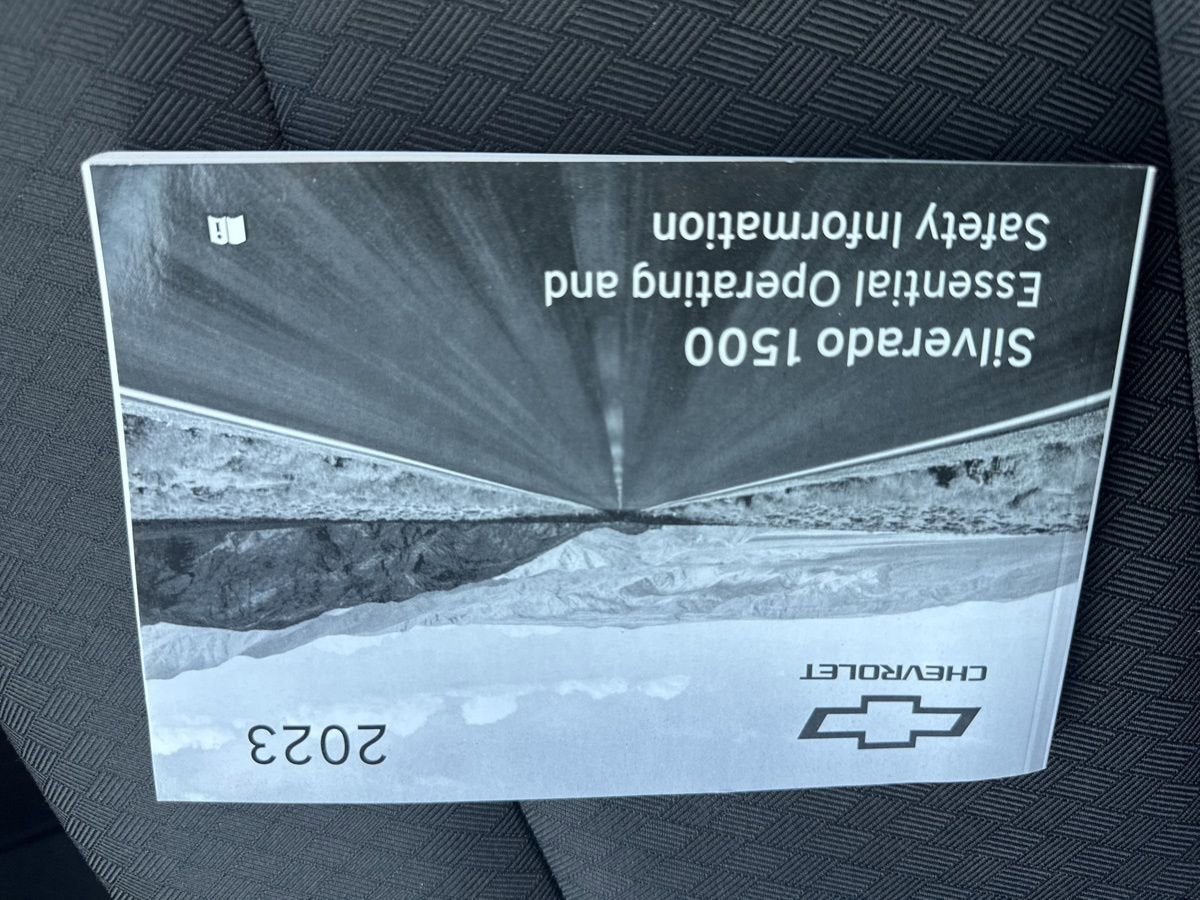 CHEVROLET
2023
Silverado 1500
Essential Operating and
Safety Information